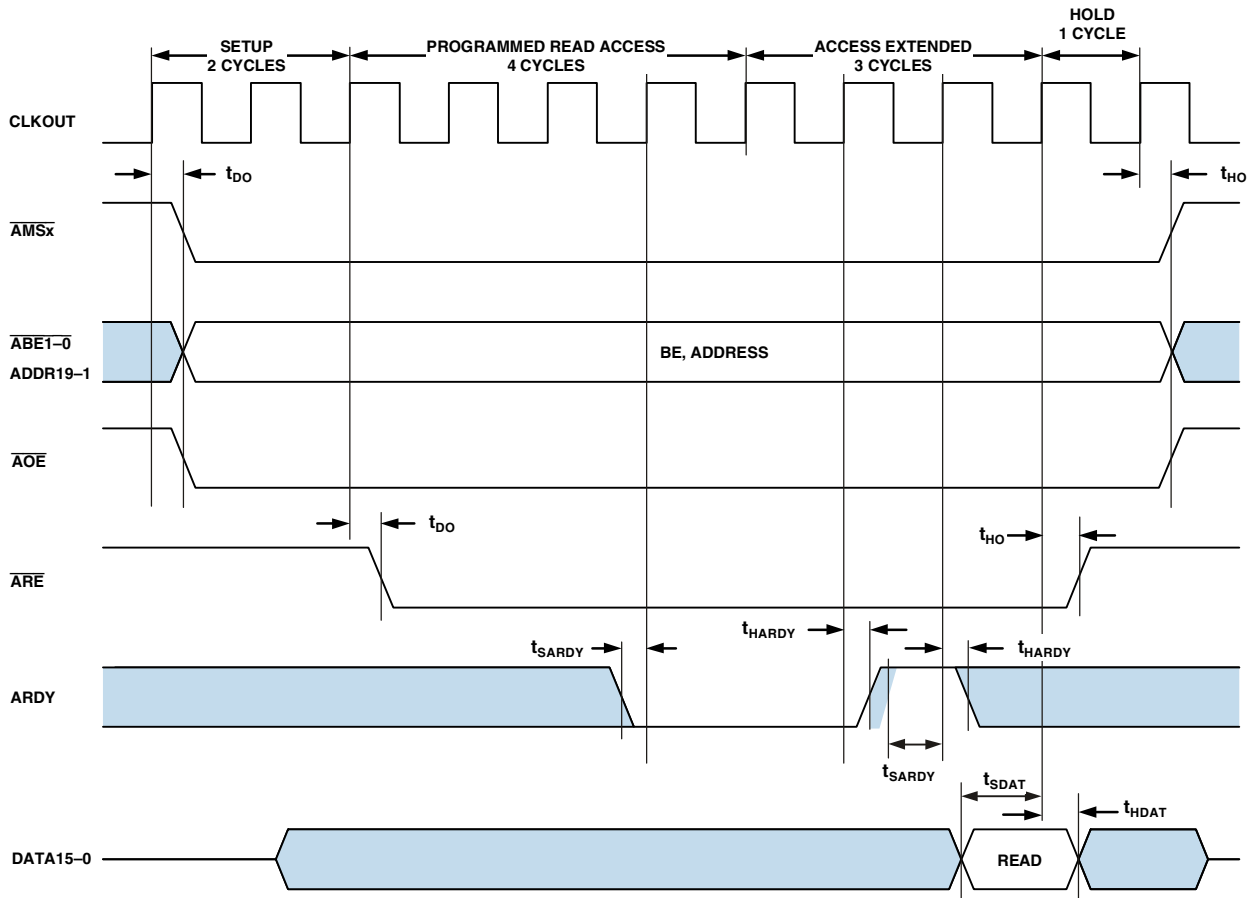 HOLD
1 CYCLE
SETUP
2 CYCLES
PROGRAMMED READ ACCESS
4 CYCLES
ACCESS EXTENDED
3 CYCLES
CLKOUT
tDO
tHO
AMSx
ABE1–0
ADDR19–1
BE, ADDRESS
AOE
tDO
tHO
ARE
tSARDY
tHARDY
tHARDY
ARDY
tSARDY
tSDAT
tHDAT
DATA15–0
READ